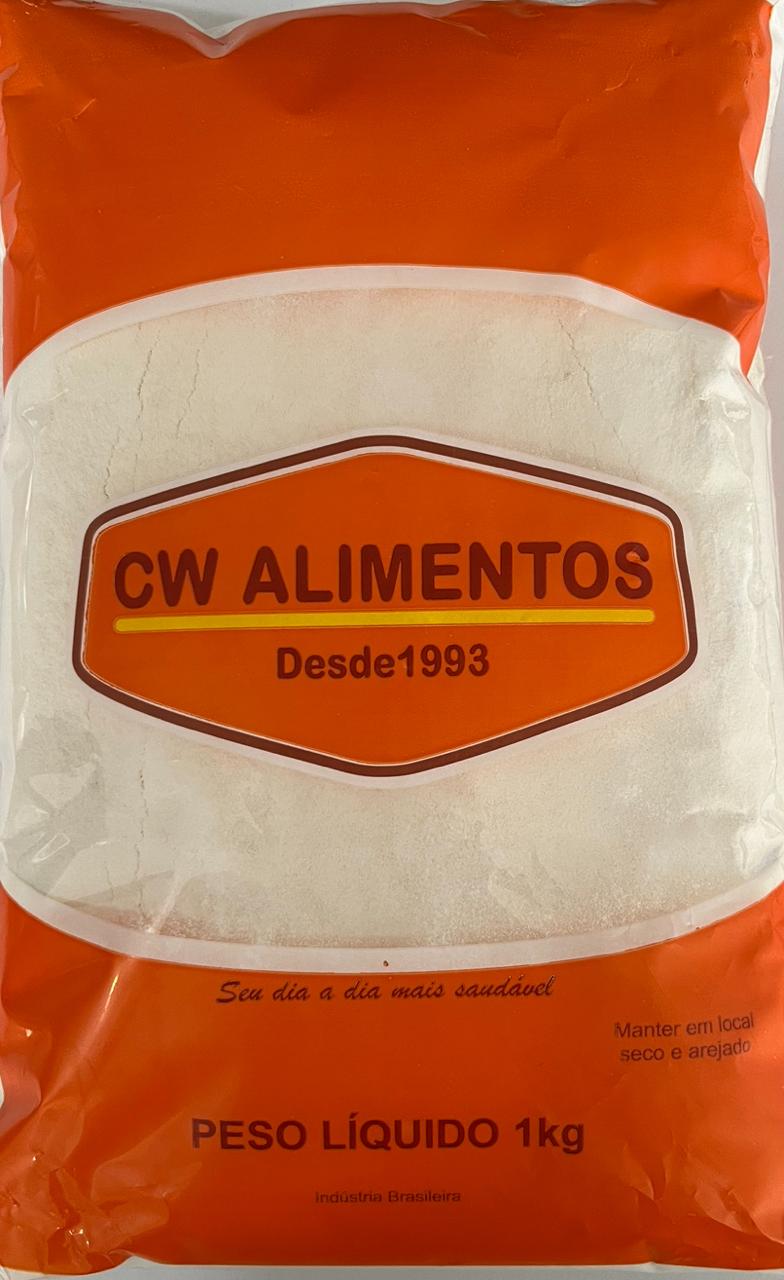 CW ALIMENTOS
Desde1993
Seu dia a dia mais saudável
Manter em local
seco e arejado
PESO LÍQUIDO 1kg
Indústria Brasileira